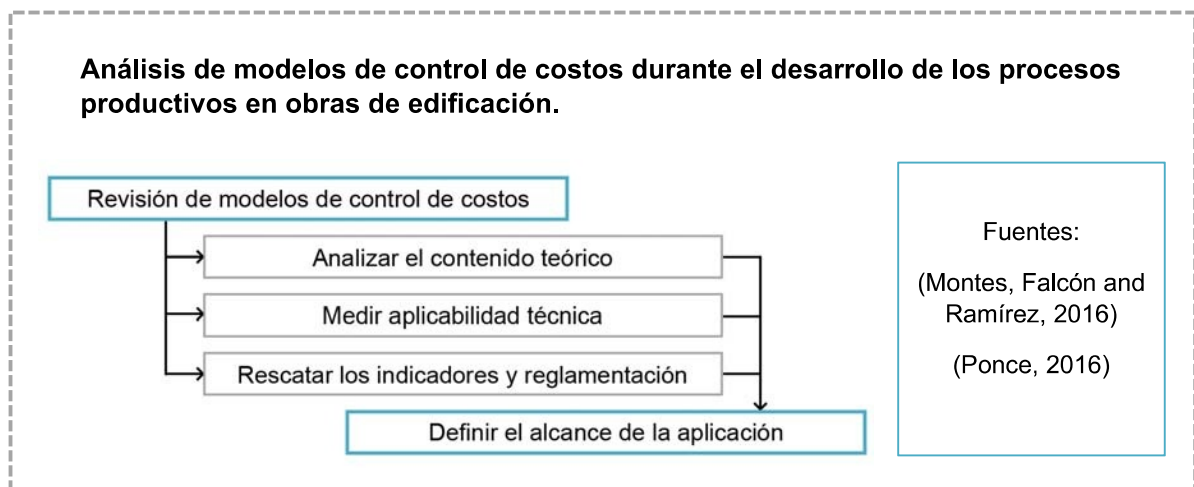 Análisis de modelos de control de costos durante el desarrollo de los procesos
productivos en obras de edificación.
Revisión de modelos de control de costos
Analizar el contenido teórico
Medir aplicabilidad técnica
Rescatar los indicadores y reglamentación
Definir el alcance de la aplicación
Fuentes:
(Montes, Falcón and
Ramírez, 2016)
(Ponce, 2016)